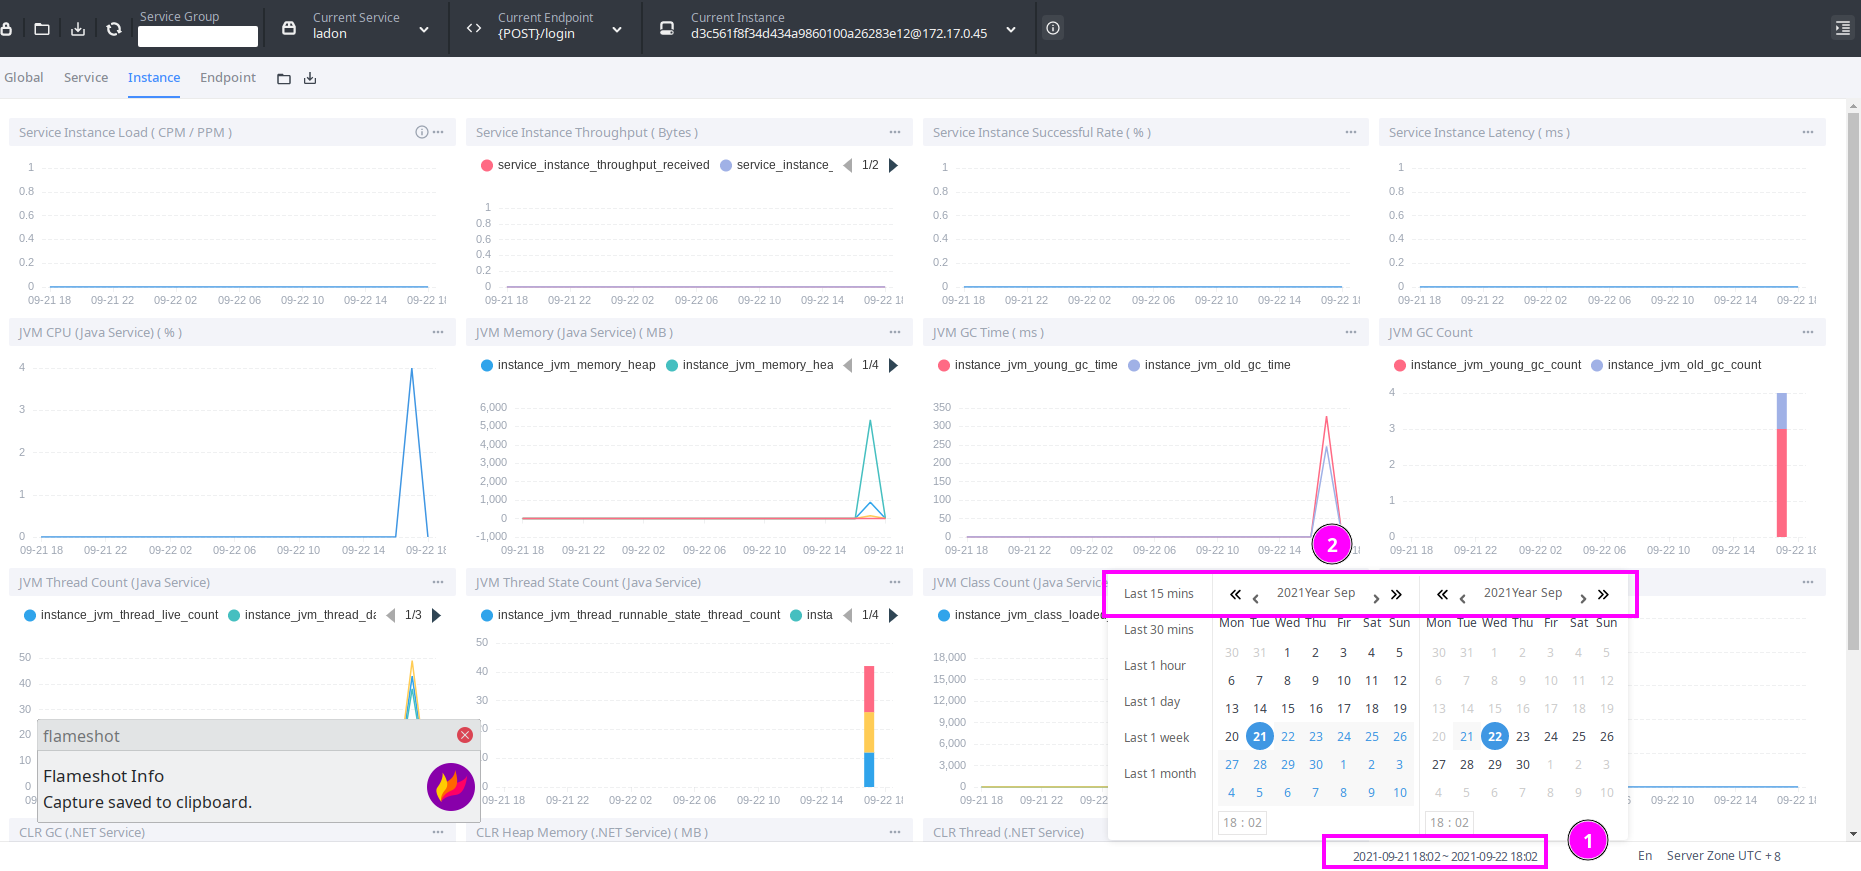 Service Group
Current Service
ladon
Current Endpoint
{POST}/login
Current Instance
d3c561f8f34d434a9860100a26283e12@172.17.0.45
Global Service Instance Endpoint
Service Instance Load ( CPM / PPM )
1
0.8
0.6
0.4
0.2
0
09-21 18 09-21 22 09-22 02 09-22 06 09-22 10 09-22 14 09-22 18
Service Instance Throughput ( Bytes )
service_instance_throughput_received service_instance_ 1/2
1
0.8
0.6
0.4
0.2
0
09-21 18 09-21 22 09-22 02 09-22 06 09-22 10 09-22 14 09-22 18
Service Instance Successful Rate ( % )
1
0.8
0.6
0.4
0.2
0
09-21 18 09-21 22 09-22 02 09-22 06 09-22 10 09-22 14 09-22 18
Service Instance Latency ( ms )
1
0.8
0.6
0.4
0.2
0
09-21 18 09-21 22 09-22 02 09-22 06 09-22 10 09-22 14 09-22 18
JVM CPU (Java Service) ( % )
4
3
2
1
0
09-21 18 09-21 22 09-22 02 09-22 06 09-22 10 09-22 14 09-22 18
JVM Memory (Java Service) ( MB )
instance_jvm_memory_heap instance_jvm_memory_hea 1/4
6,000
5,000
4,000
3,000
2,000
1,000
0
-1,000
09-21 18 09-21 22 09-22 02 09-22 06 09-22 10 09-22 14 09-22 18
JVM GC Time ( ms )
instance_jvm_young_gc_time instance_jvm_old_gc_time
350
300
250
200
150
100
50
0
09-21 18 09-21 22 09-22 02 09-22 06 09-22 10 09-22 14
2
JVM GC Count
instance_jvm_young_gc_count instance_jvm_old_gc_count
4
3
2
1
0
09-21 18 09-21 22 09-22 02 09-22 06 09-22 10 09-22 14 09-22 18
JVM Thread Count (Java Service)
instance_jvm_thread_live_count instance_jvm_thread_da 1/3
50
40
30
20
10
0
09
flameshot
Flameshot Info
Capture saved to clipboard.
JVM Thread State Count (Java Service)
instance_jvm_thread_runnable_state_thread_count insta 1/4
50
40
30
0
0
09-21 18 09-21 22 09-22 02 09-22 06 09-22 10 09-22 14 09-22 18
JVM Class Count (Java Service
instance_jvm_class_loaded
18,000
15,000
12,000
9,000
6,000
3,000
0
09-21 18 09-21 22 09-22
Last 15 mins
Last 30 mins
Last 1 hour
Last 1 day
Last 1 week
Last 1 month
2021Year Sep
Mon Tue Wed Thu Fir Sat Sun
30 31 1 2 3 4 5
6 7 8 9 10 11 12
13 14 15 16 17 18 19
20 21 22 23 24 25 26
27 28 29 30 1 2 3
4 5 6 7 8 9 10
18 : 02
2021Year Sep
Mon Tue Wed Thu Fir Sat Sun
30 31 1 2 3 4 5
6 7 8 9 10 11 12
13 14 15 16 17 18 19
20 21 22 23 24 25 26
27 28 29 30 1 2 3
4 5 6 7 8 9 10
18 : 02
09-22 10 09-22 14 09-22 18
CLR GC (.NET Service)
CLR Heap Memory (.NET Service) ( MB )
CLR Thread (.NET Service)
1
2021-09-21 18:02 ~ 2021-09-22 18:02
En Server Zone UTC + 8